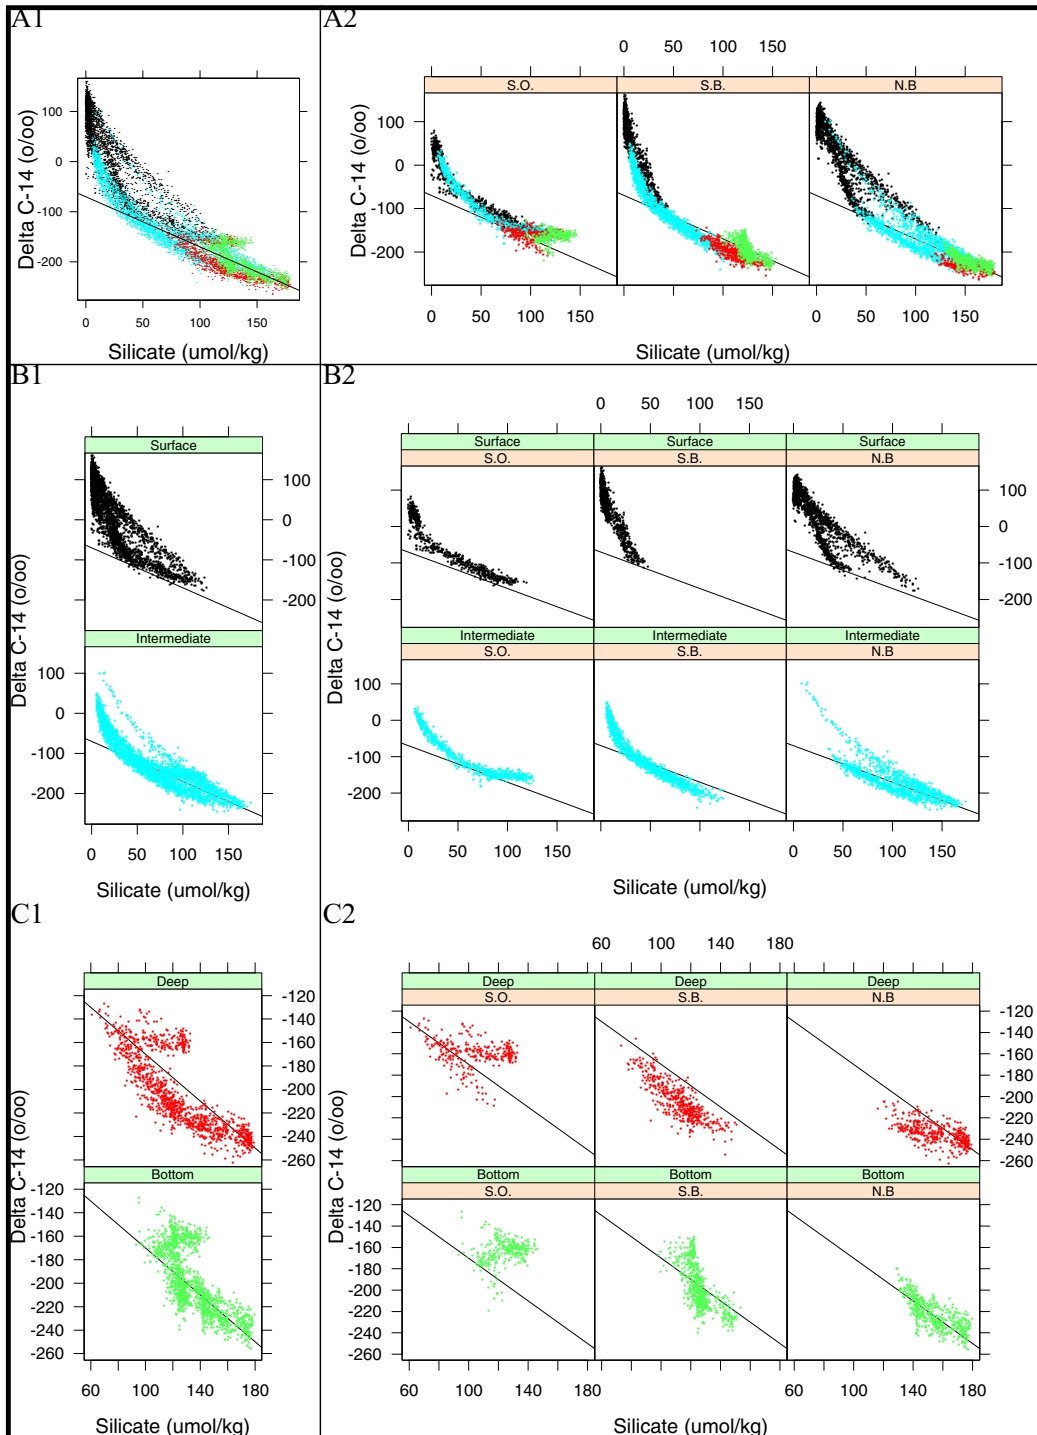 A1
A2
0 50 100 150
S.O. S.B. N.B
100
0
-100
-200
Delta C-14 (o/oo)
0 50 100 150
Silicate (umol/kg)
100
0
-100
-200
Delta C-14 (o/oo)
0 50 100 150
0 50 100 150
Silicate (umol/kg)
B1
B2
0 50 100 150
Surface
100
0
-100
-200
Intermediate
100
0
-100
-200
Delta C-14 (o/oo)
0 50 100 150
Silicate (umol/kg)
Surface Surface Surface
S.O. S.B. N.B
100
0
-100
-200
Intermediate Intermediate Intermediate
S.O. S.B. N.B
100
0
-100
-200
Delta C-14 (o/oo)
0 50 100 150
0 50 100 150
Silicate (umol/kg)
C1
C2
60 100 140 180
Deep
-120
-140
-160
-180
-200
-220
-240
-260
Bottom
-120
-140
-160
-180
-200
-220
-240
-260
Delta C-14 (o/oo)
60 100 140 180
Silicate (umol/kg)
Deep Deep Deep
S.O. S.B. N.B
-120
-140
-160
-180
-200
-220
-240
-260
Bottom Bottom Bottom
S.O. S.B. N.B
-120
-140
-160
-180
-200
-220
-240
-260
Delta C-14 (o/oo)
60 100 140 180
60 100 140 180
Silicate (umol/kg)